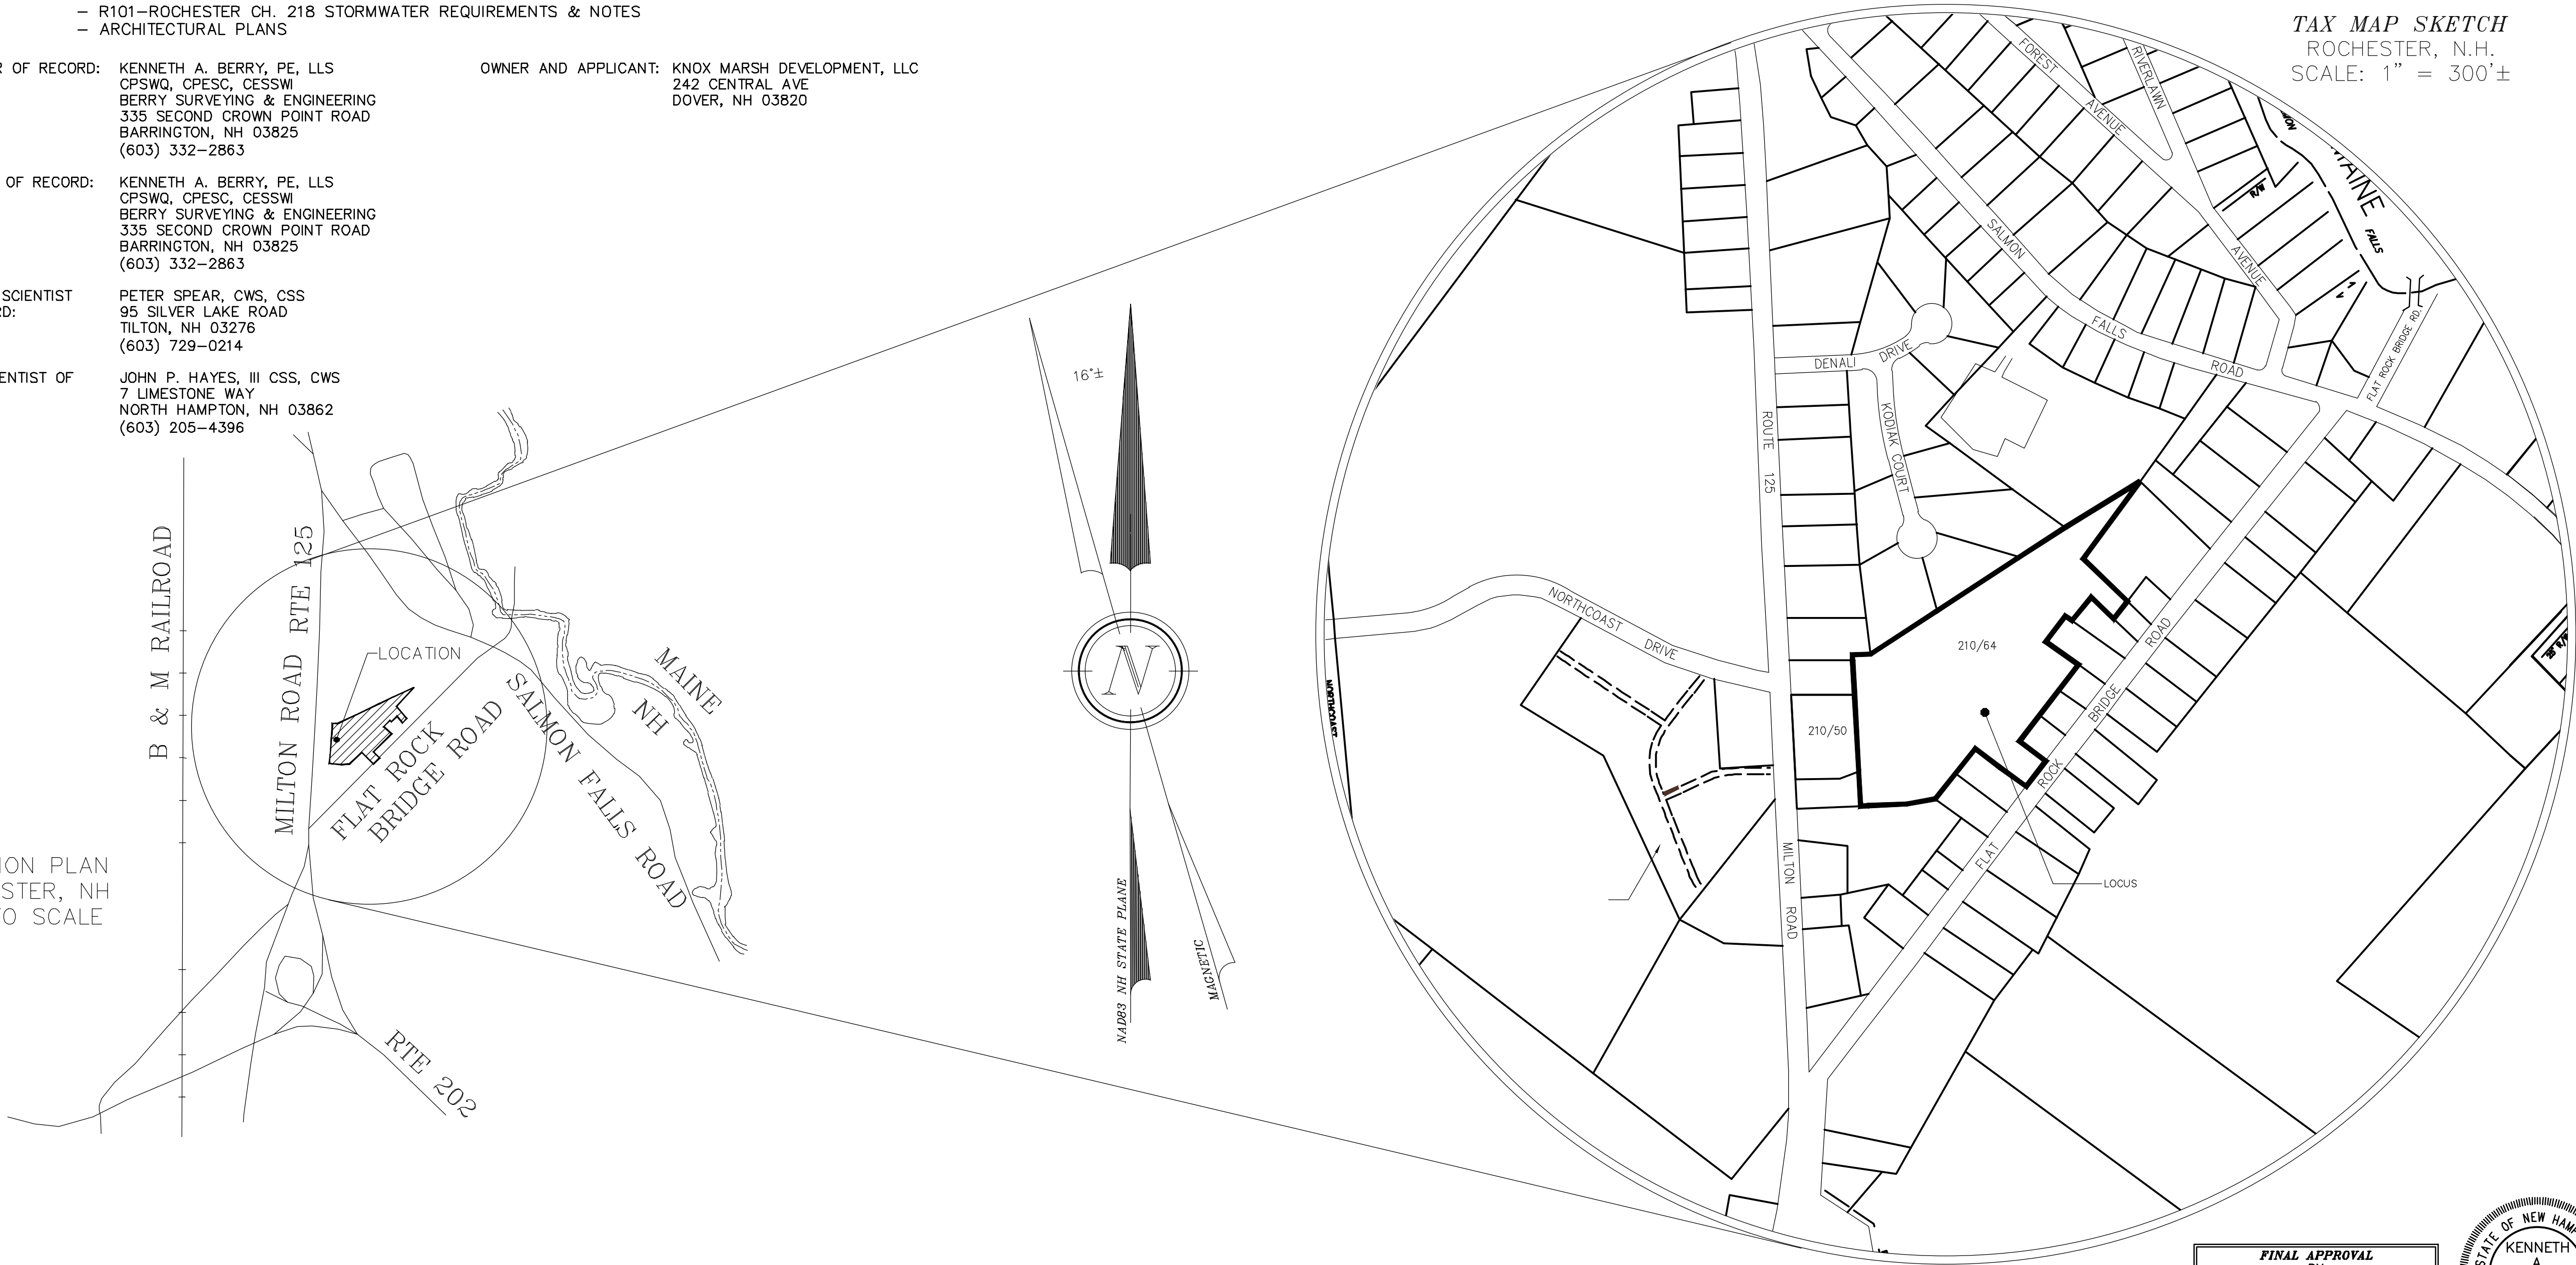 – R101–ROCHESTER CH. 218 STORMWATER REQUIREMENTS & NOTES
– ARCHITECTURAL PLANS
OF RECORD: KENNETH A. BERRY, PE, LLS
CPSWQ, CPESC, CESSWI
BERRY SURVEYING & ENGINEERING
335 SECOND CROWN POINT ROAD
BARRINGTON, NH 03825
(603) 332–2863
OWNER AND APPLICANT: KNOX MARSH DEVELOPMENT, LLC
242 CENTRAL AVE
DOVER, NH 03820
OF RECORD: KENNETH A. BERRY, PE, LLS
CPSWQ, CPESC, CESSWI
BERRY SURVEYING & ENGINEERING
335 SECOND CROWN POINT ROAD
BARRINGTON, NH 03825
(603) 332–2863
SCIENTIST PETER SPEAR, CWS, CSS
95 SILVER LAKE ROAD
TILTON, NH 03276
(603) 729–0214
ENTIST OF JOHN P. HAYES, III CSS, CWS
7 LIMESTONE WAY
NORTH HAMPTON, NH 03862
(603) 205–4396
B & M RAILROAD
MILTON ROAD RTE 125
LOCATION
FLAT ROCK
BRIDGE ROAD
SALMON FALLS ROAD
MAINE
NH
RTE 202
ION PLAN
STER, NH
TO SCALE
16°±
N
NAD83 NH STATE PLANE
MAGNETIC
TAX MAP SKETCH
ROCHESTER, N.H.
SCALE: 1" = 300'±
FOREST
AVENUE
RIVERLAWN
AVENUE
R/W
MAINE
FALLS
SALMON
FALLS
ROAD
FLAT ROCK BRIDGE RD.
DENALI
DRIVE
KODIAK COURT
ROUTE 125
NORTHCOAST
DRIVE
NORTHCOAST
210/64
210/50
ROAD
BRIDGE
ROCK
FLAT
LOCUS
MILTON ROAD
FINAL APPROVAL
STATE OF NEW HAM
KENNETH
A